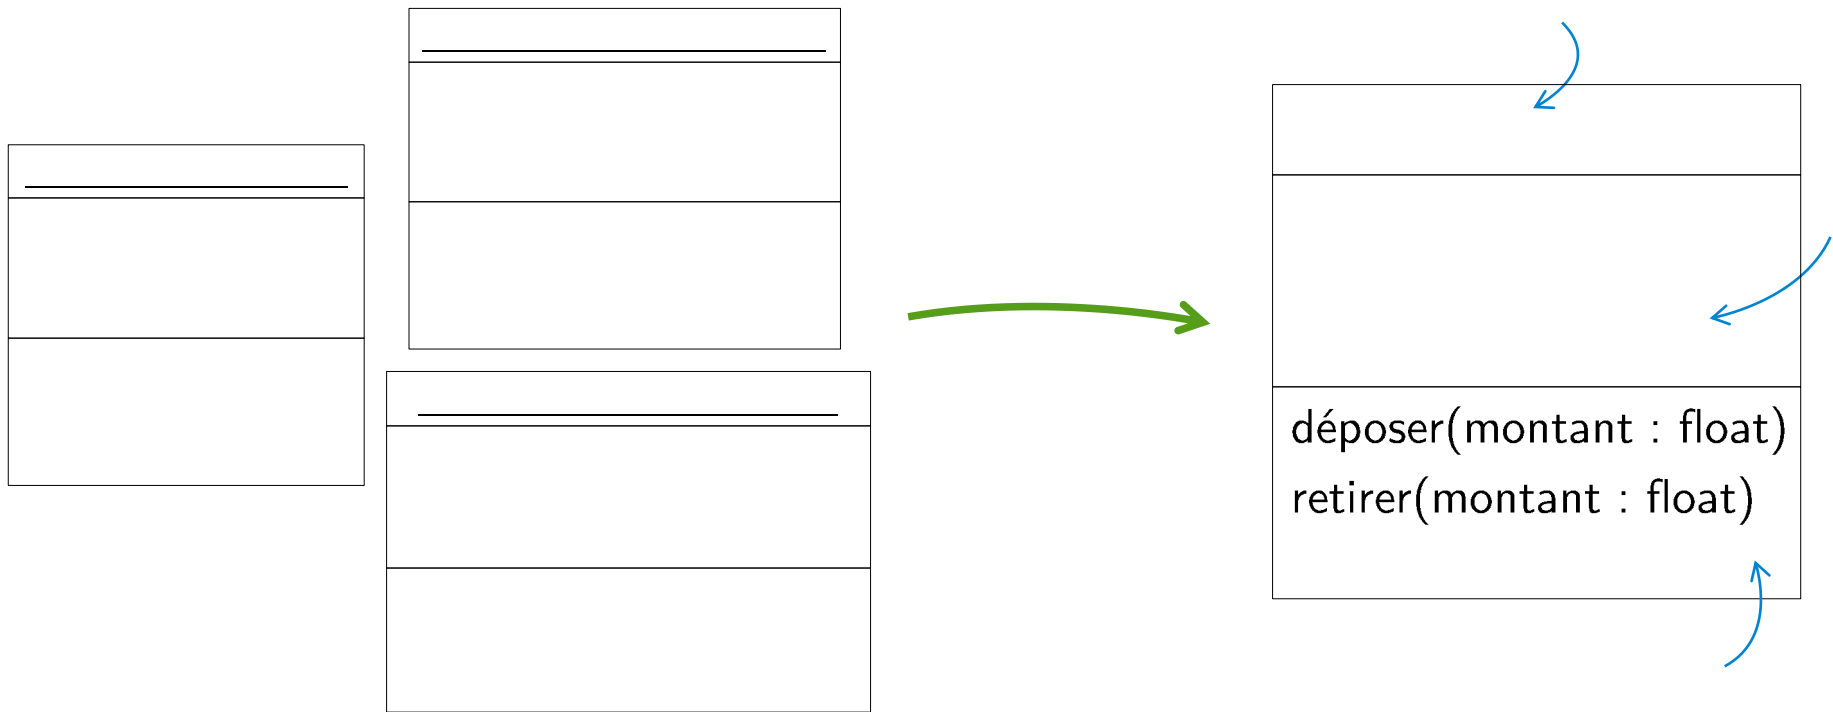 déposer(montant : float)
retirer(montant : float)